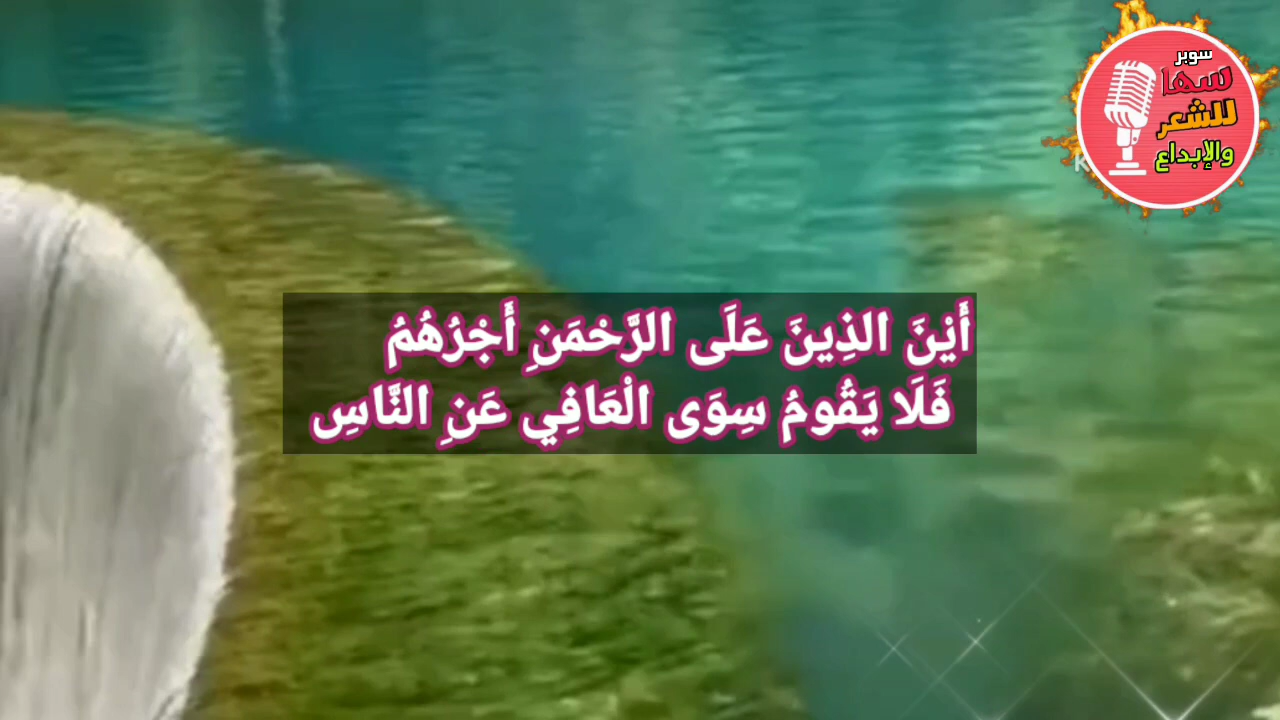 سوبر
سها
للشعر
والإبداع
K
أَيْنَ الذِينَ عَلَى الرَّحْمَنِ أَجْرُهُمُ
فَلَا يَقُومُ سِوَى الْعَافِي عَنِ النَّاسِ